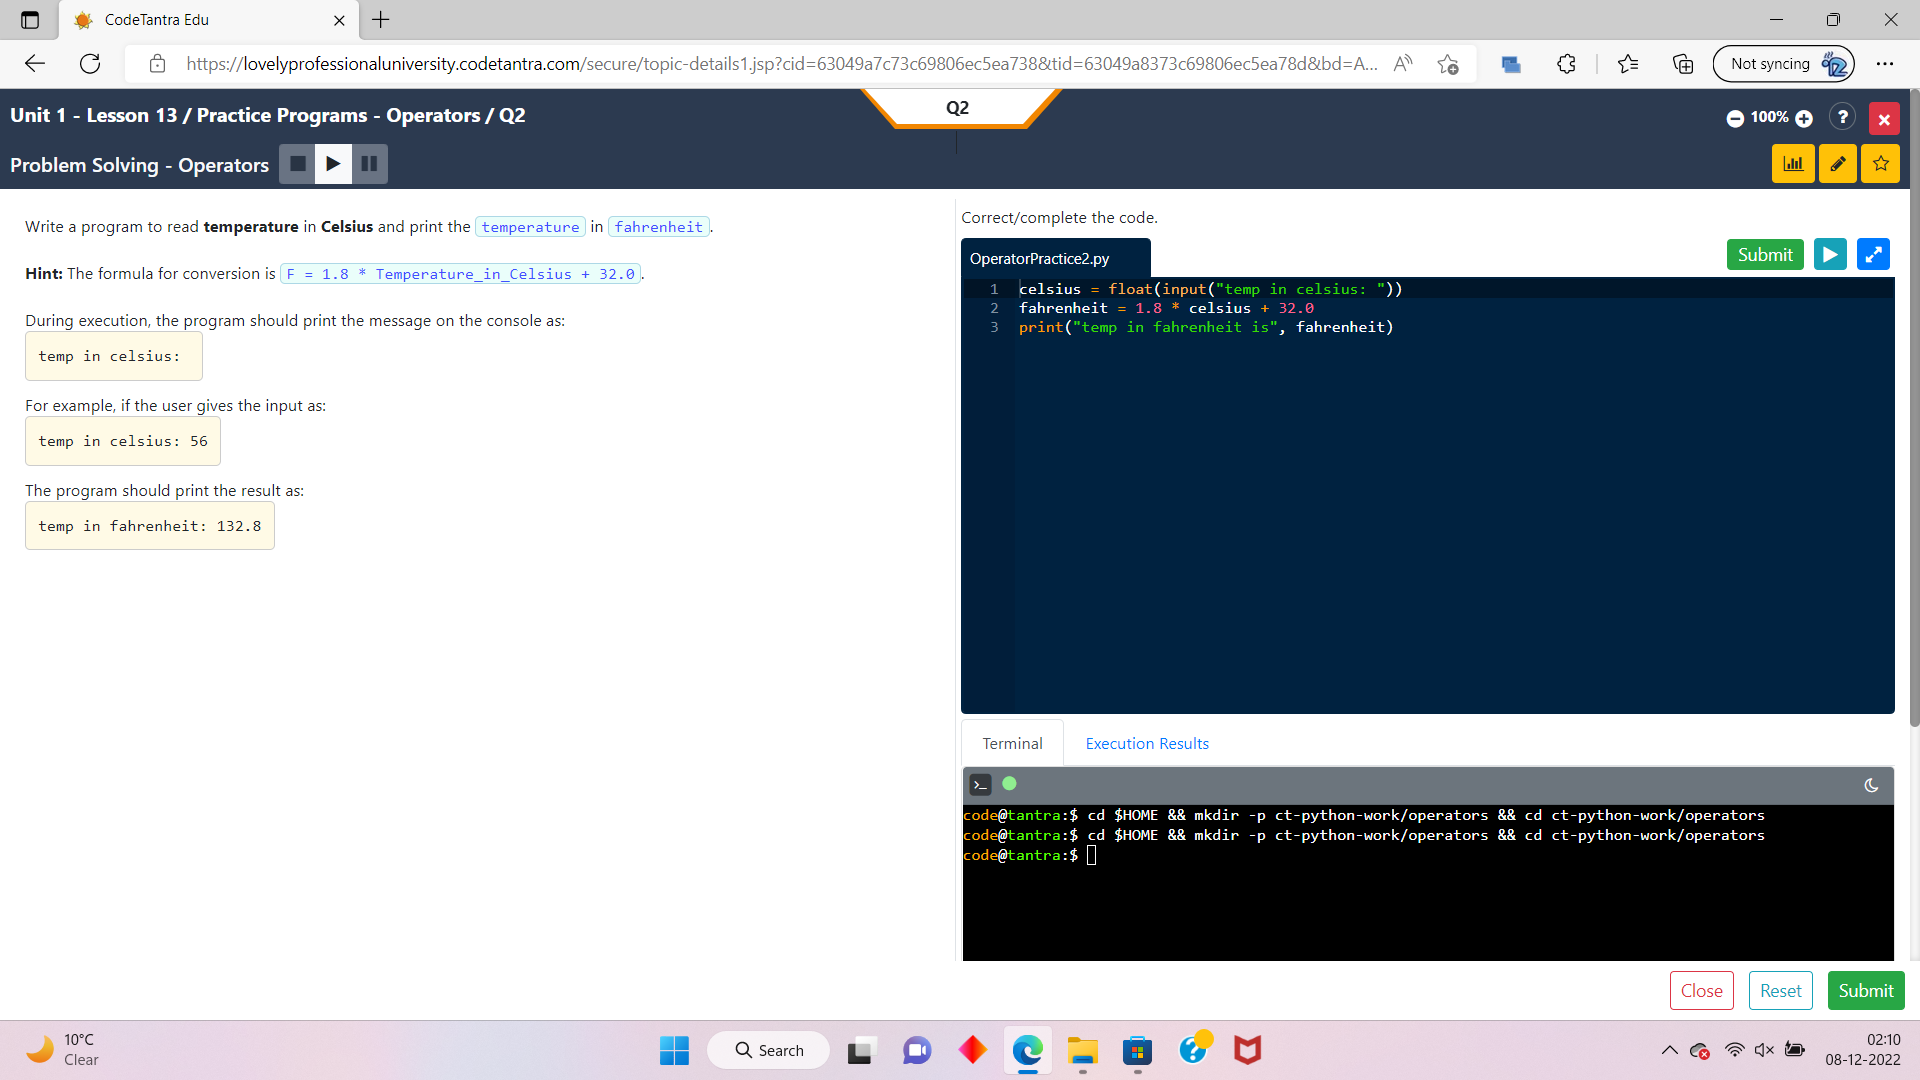 CodeTantra Edu
https://lovelyprofessionaluniversity.codetantra.com/secure/topic-details1.jsp?cid=63049a7c73c69806ec5ea738&tid=63049a8373c69806ec5ea78d&bd=A...
Not syncing
Unit 1 - Lesson 13 / Practice Programs - Operators / Q2
Q2
100%
?
Problem Solving - Operators
Write a program to read temperature in Celsius and print the temperature in fahrenheit.
Hint: The formula for conversion is F = 1.8 * Temperature_in_Celsius + 32.0.
During execution, the program should print the message on the console as:
temp in celsius:
For example, if the user gives the input as:
temp in celsius: 56
The program should print the result as:
temp in fahrenheit: 132.8
Correct/complete the code.
OperatorPractice2.py
Submit
1 celsius = float(input("temp in celsius: "))
2 fahrenheit = 1.8 * celsius + 32.0
3 print("temp in fahrenheit is", fahrenheit)
Terminal
Execution Results
code@tantra:$ cd $HOME && mkdir -p ct-python-work/operators && cd ct-python-work/operators
code@tantra:$ cd $HOME && mkdir -p ct-python-work/operators && cd ct-python-work/operators
code@tantra:$
Close
Reset
Submit
10°C
Clear
Search
02:10
08-12-2022